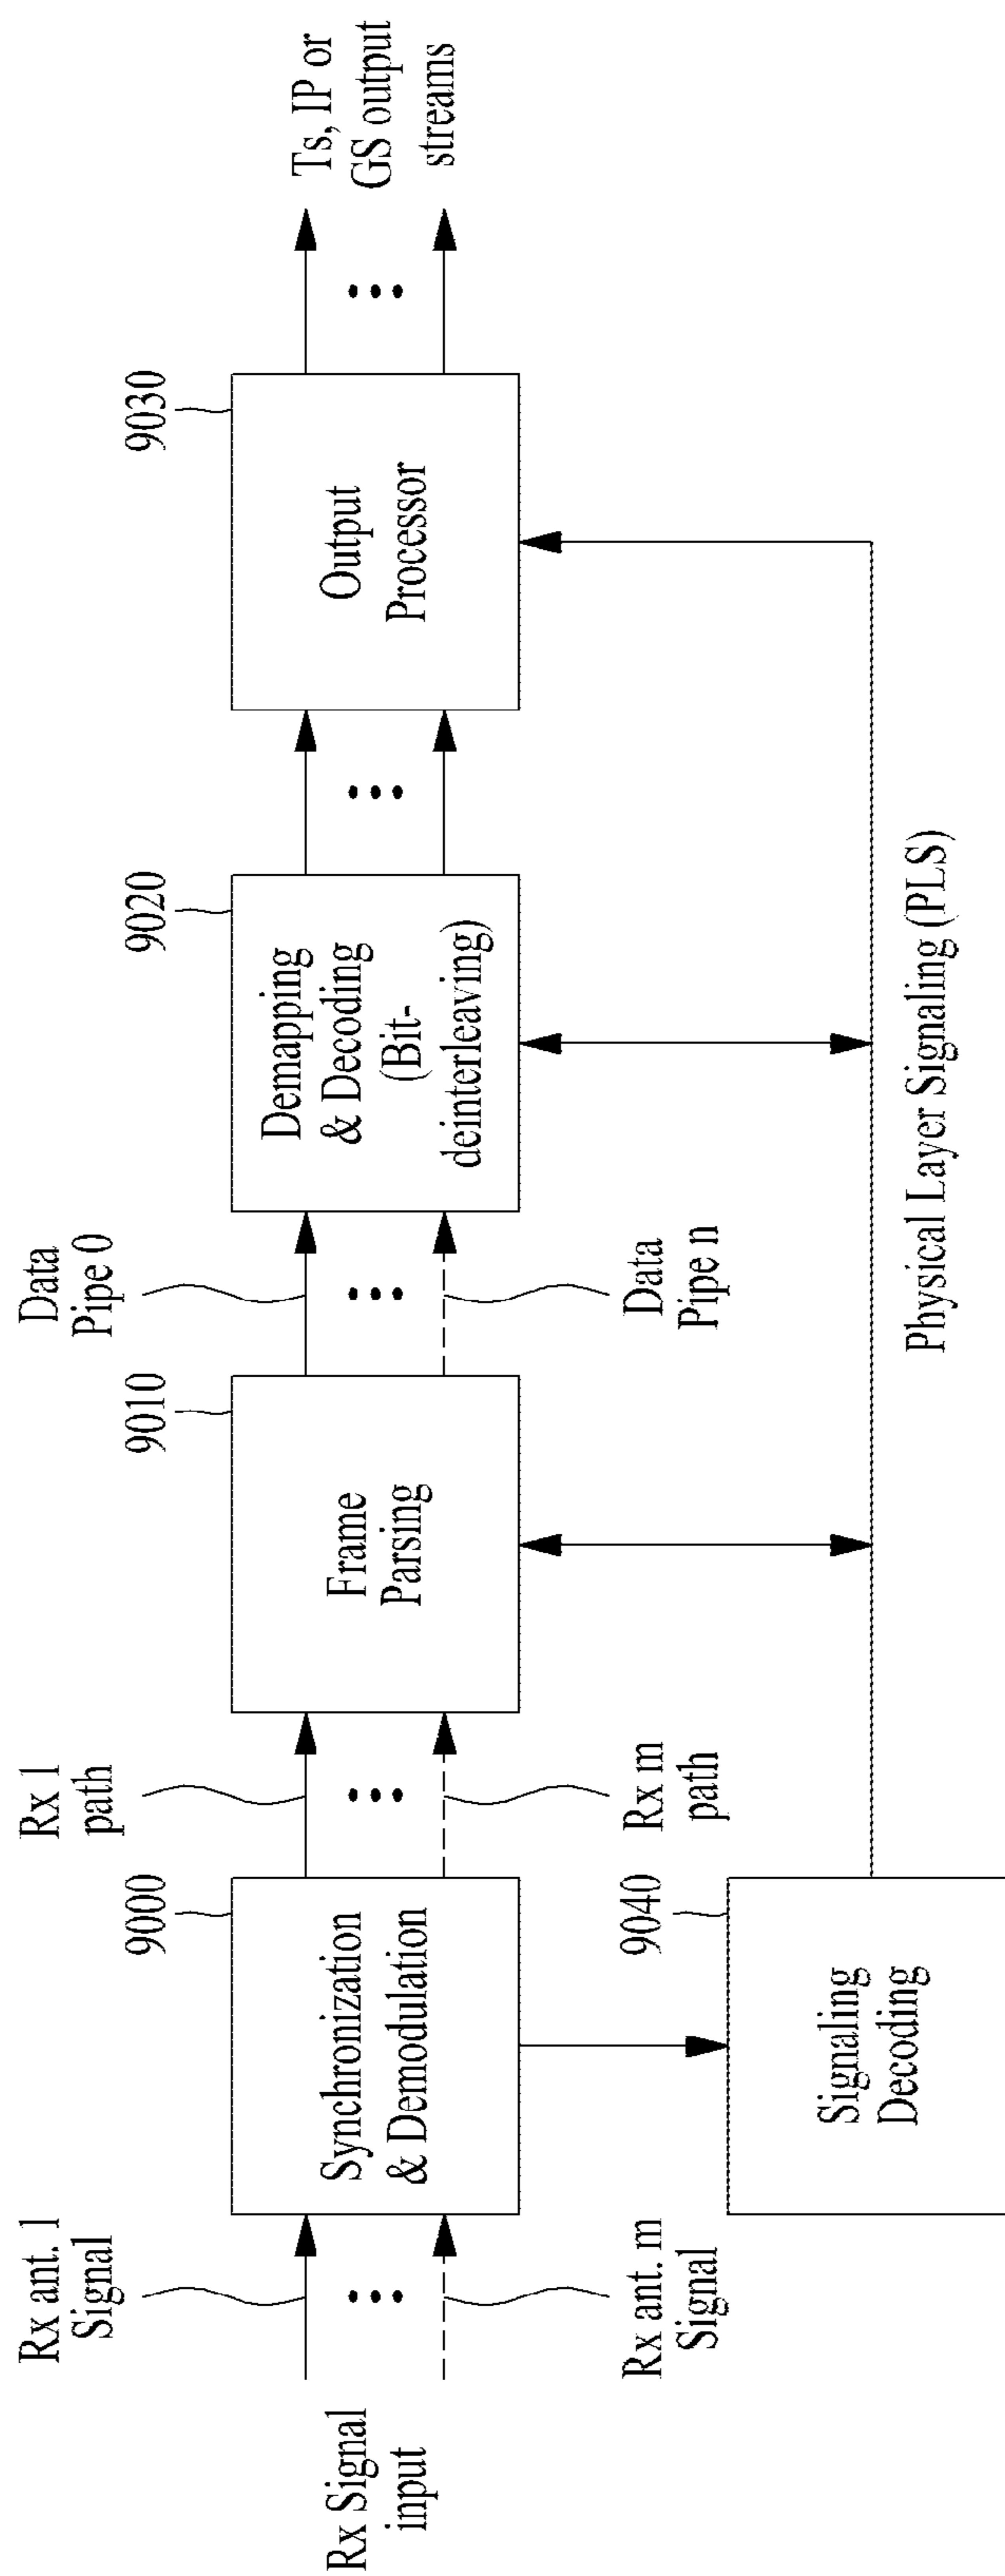 Rx Signal
input
Rx ant. 1
Signal
Rx ant. m
Signal
9000
Synchronization
& Demodulation
Rx 1
path
Rx m
path
9010
Frame
Parsing
Data
Pipe 0
Data
Pipe n
9020
Demapping
& Decoding
(Bit-
deinterleaving)
9030
Output
Processor
Ts, IP or
GS output
streams
9040
Signaling
Decoding
Physical Layer Signaling (PLS)